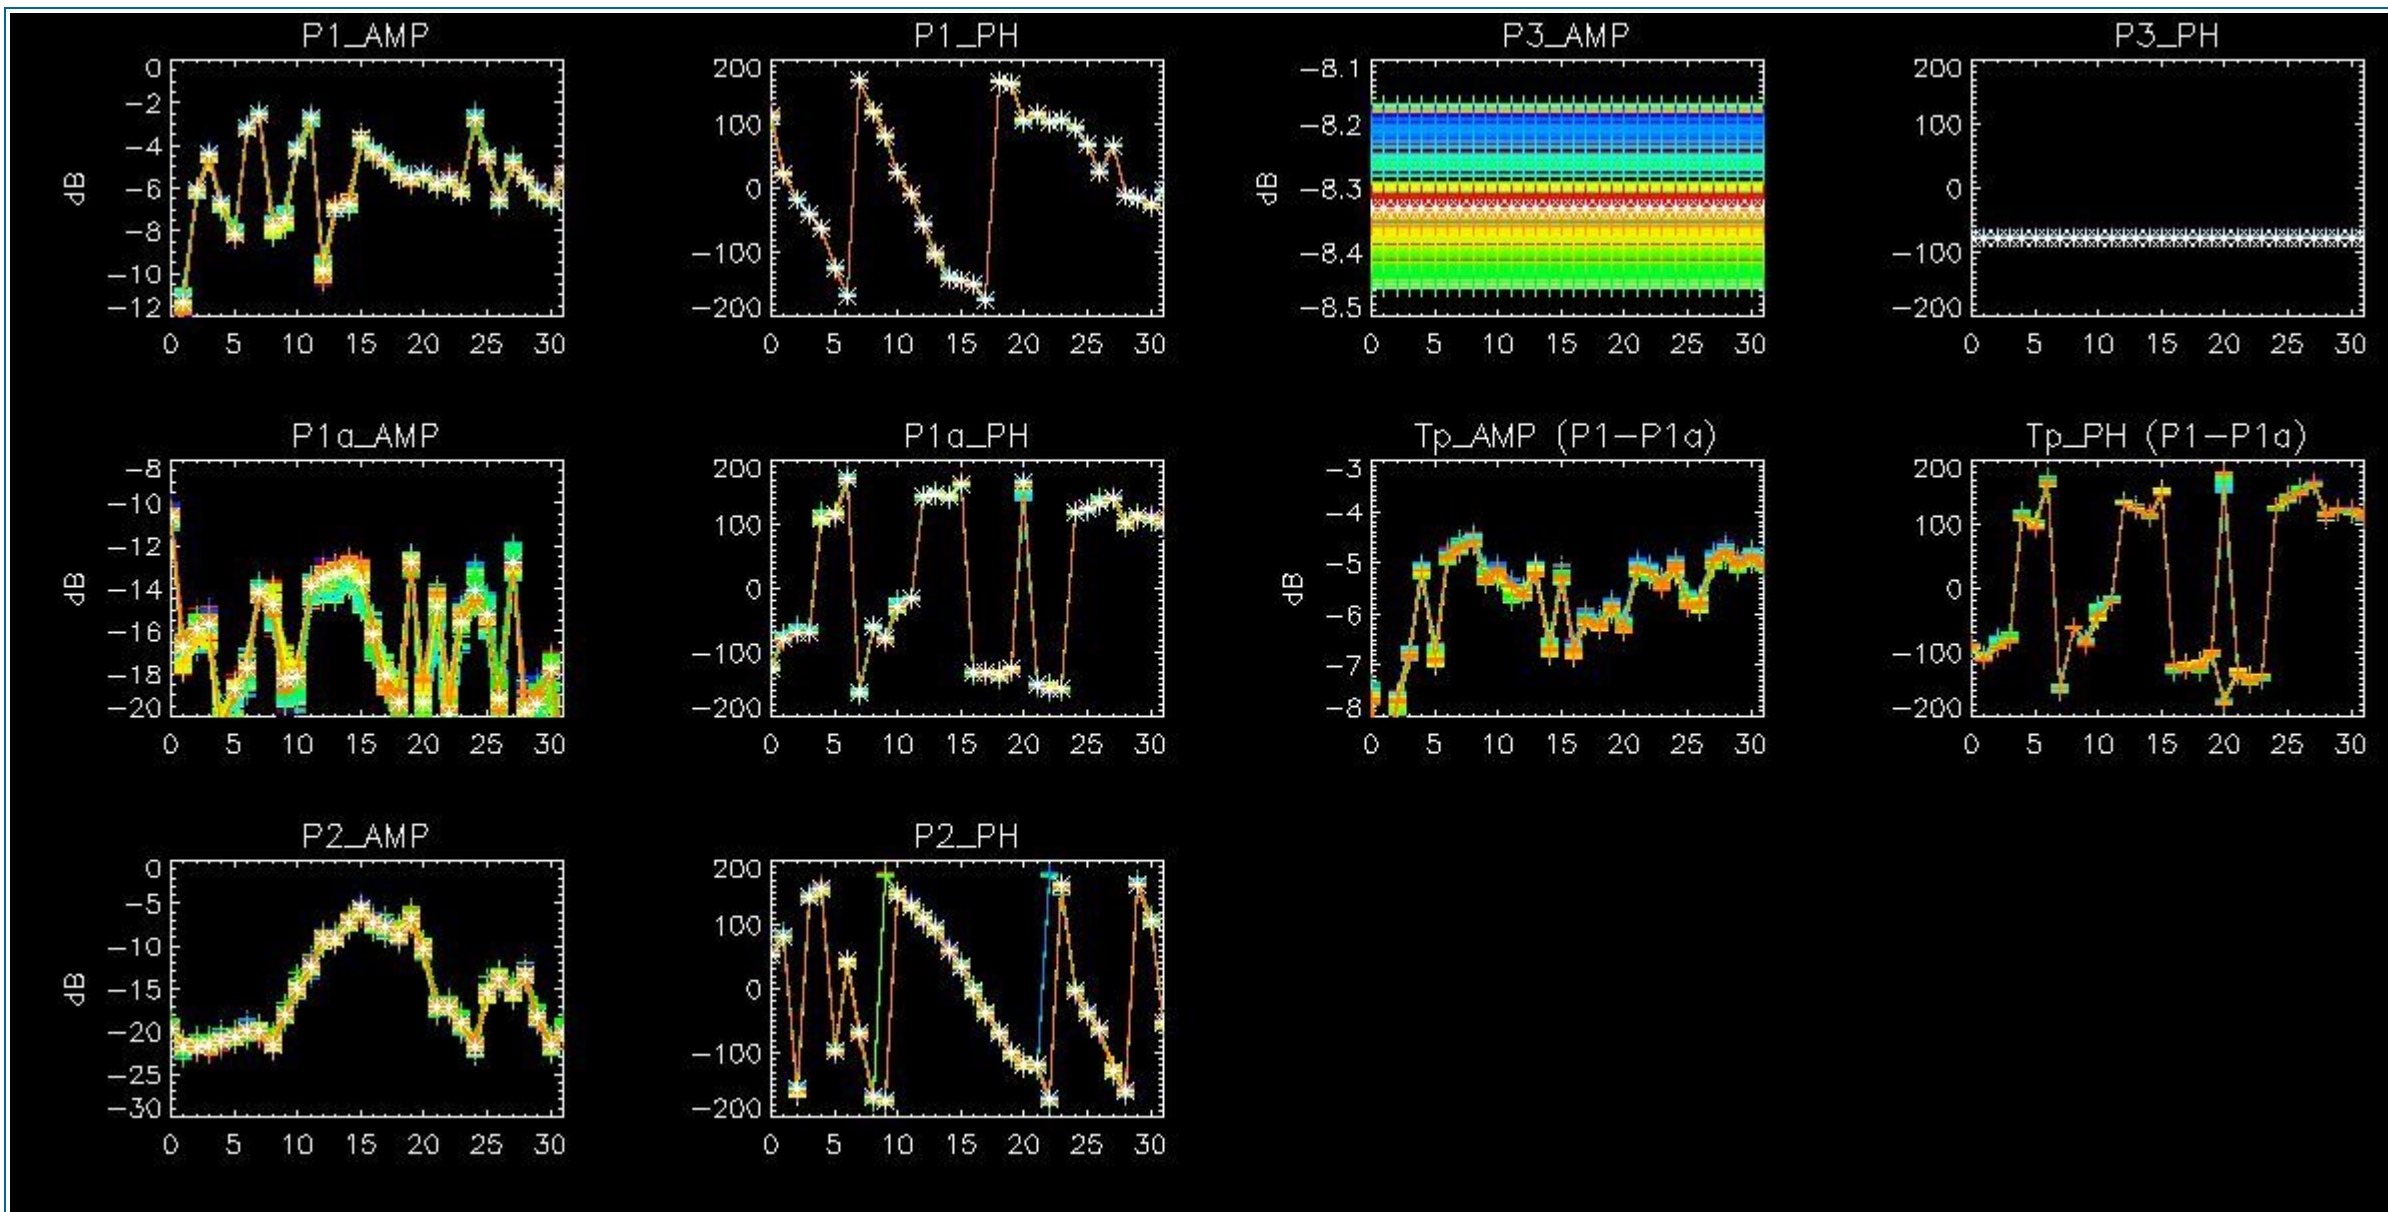 P1_AMP P1_PH P3_AMP P3_PH
0 200 -8.1 200
-2 100 -8.2 100
-4 0 -8.3 0
-6 -100 -8.4 -100
-8 -200 -8.5 -200
-10
-12
dB dB
0 5 10 15 20 25 30 0 5 10 15 20 25 30 0 5 10 15 20 25 30 0 5 10 15 20 25 30
P1a_AMP P1a_PH Tp_AMP (P1-P1a) Tp_PH (P1-P1a)
-8 200 -3 200
-10 100 -4 100
-12 0 -5 0
-14 -100 -6 -100
-16 -200 -7 -200
-18 -8
-20
dB dB
0 5 10 15 20 25 30 0 5 10 15 20 25 30 0 5 10 15 20 25 30 0 5 10 15 20 25 30
P2_AMP P2_PH
0 200
-5 100
-10 0
-15 -100
-20 -200
-25
-30
dB
0 5 10 15 20 25 30 0 5 10 15 20 25 30